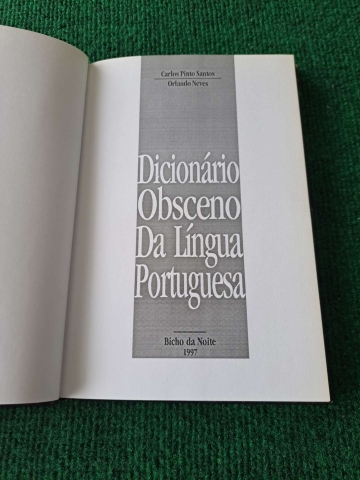 Carlos Pinto Santos
Orlando Neves
Dicionário
Obsceno
Da Língua
Portuguesa
Bicho da Noite
1997